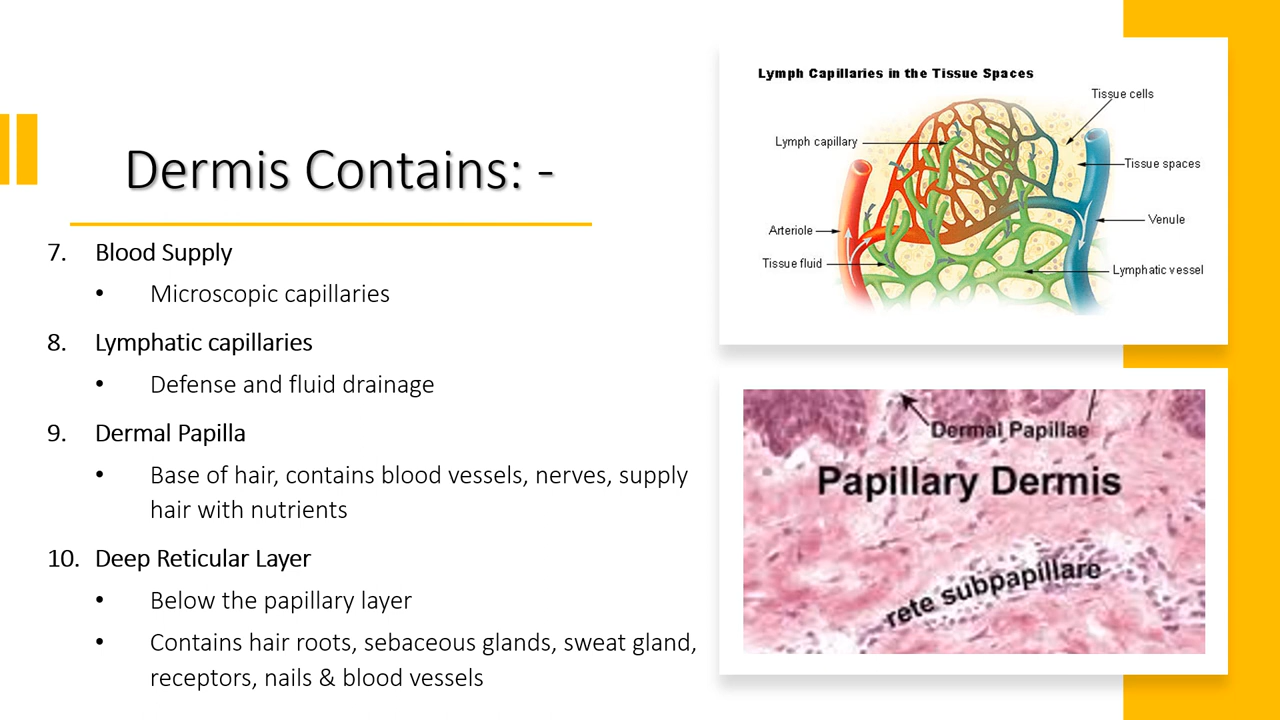 Dermis Contains: -
7. Blood Supply
• Microscopic capillaries
8. Lymphatic capillaries
• Defense and fluid drainage
9. Dermal Papilla
• Base of hair, contains blood vessels, nerves, supply
hair with nutrients
10. Deep Reticular Layer
• Below the papillary layer
• Contains hair roots, sebaceous glands, sweat gland,
receptors, nails & blood vessels
Lymph Capillaries in the Tissue Spaces
Tissue cells
Lymph capillary
Tissue spaces
Venule
Arteriole
Tissue fluid
Lymphatic vessel
Dermal Papillae
Papillary Dermis
rete subpapillare